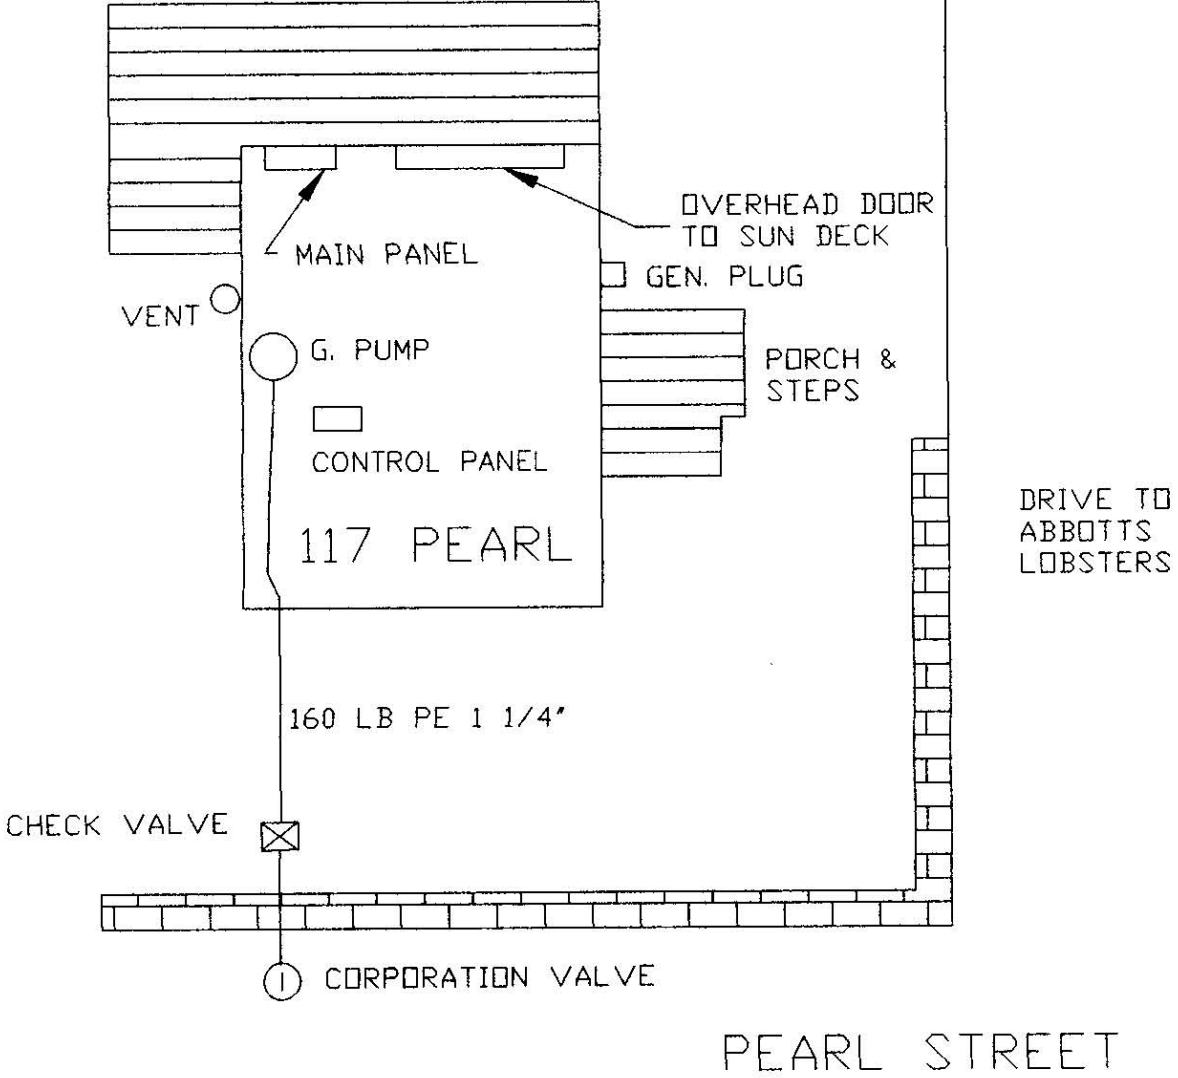 OVERHEAD DOOR
TO SUN DECK
MAIN PANEL
GEN. PLUG
VENT
G. PUMP
PORCH &
STEPS
CONTROL PANEL
DRIVE TO
ABBOTTS
LOBSTERS
117 PEARL
160 LB PE 1 1/4"
CHECK VALVE
CORPORATION VALVE
PEARL STREET